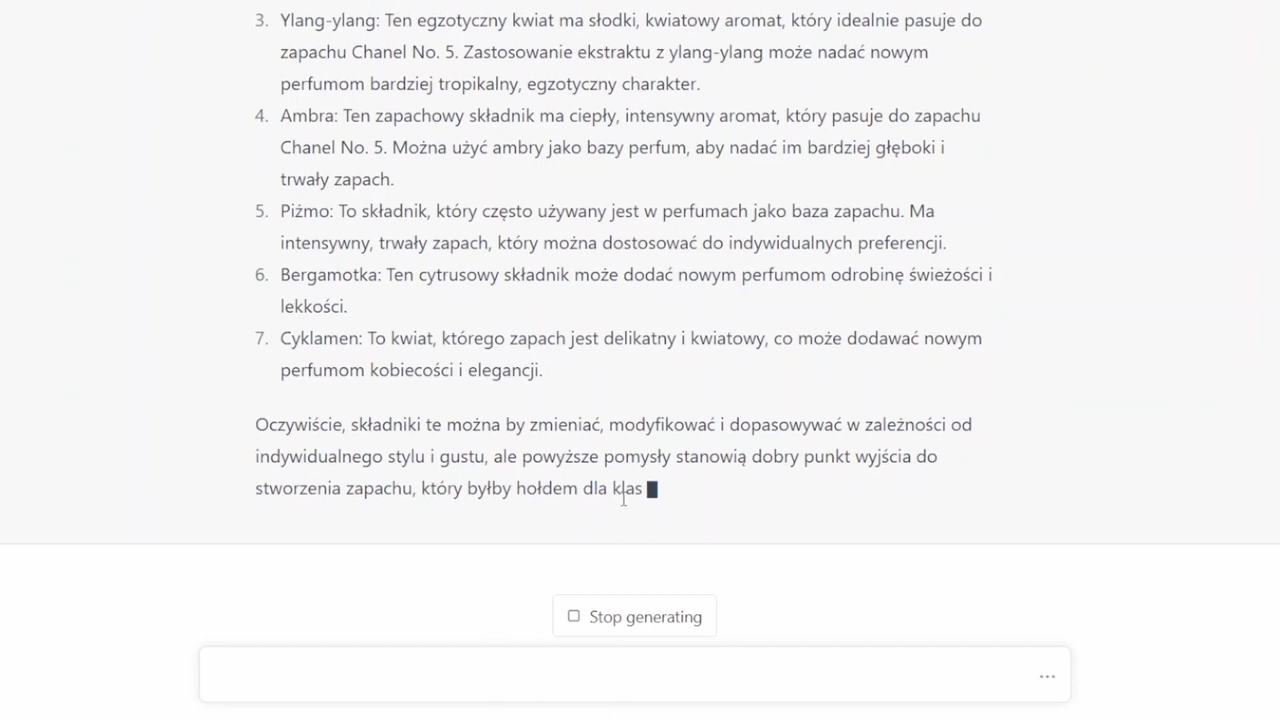 3. Ylang-ylang: Ten egzotyczny kwiat ma słodki, kwiatowy aromat, który idealnie pasuje do
zapachu Chanel No. 5. Zastosowanie ekstraktu z ylang-ylang może nadać nowym
perfumom bardziej tropikalny, egzotyczny charakter.
4. Ambra: Ten zapachowy składnik ma ciepły, intensywny aromat, który pasuje do zapachu
Chanel No. 5. Można użyć ambry jako bazy perfum, aby nadać im bardziej głęboki i
trwały zapach.
5. Piżmo: To składnik, który często używany jest w perfumach jako baza zapachu. Ma
intensywny, trwały zapach, który można dostosować do indywidualnych preferencji.
6. Bergamotka: Ten cytrusowy składnik może dodać nowym perfumom odrobinę świeżości i
lekkości.
7. Cyklamen: To kwiat, którego zapach jest delikatny i kwiatowy, co może dodawać nowym
perfumom kobiecości i elegancji.
Oczywiście, składniki te można by zmieniać, modyfikować i dopasowywać w zależności od
indywidualnego stylu i gustu, ale powyższe pomysły stanowią dobry punkt wyjścia do
stworzenia zapachu, który byłby hołdem dla klas
Stop generating